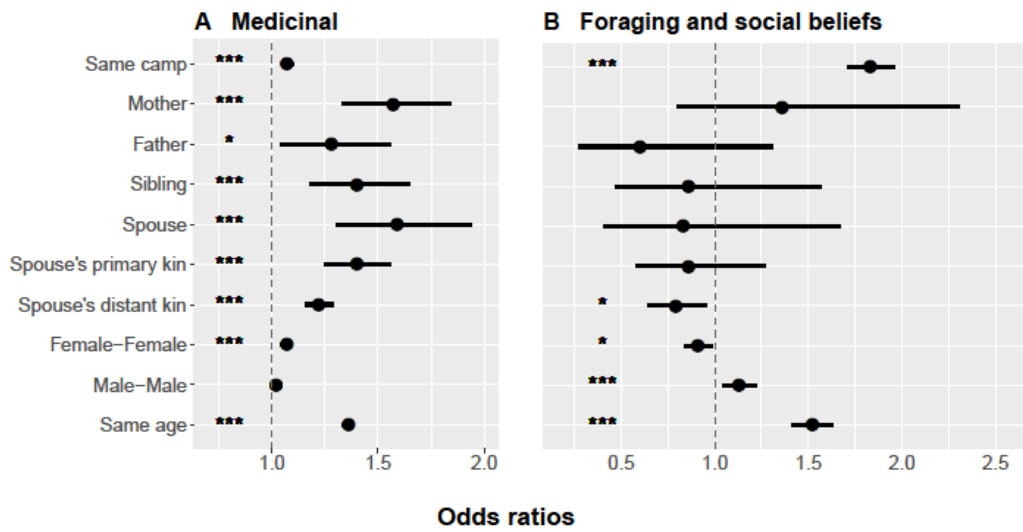 A Medicinal
B Foraging and social beliefs
Same camp *** ***
Mother ***
Father *
Sibling ***
Spouse ***
Spouse's primary kin ***
Spouse's distant kin *** *
Female−Female *** *
Male−Male ***
Same age *** ***
1.0 1.5 2.0
0.5 1.0 1.5 2.0 2.5
Odds ratios